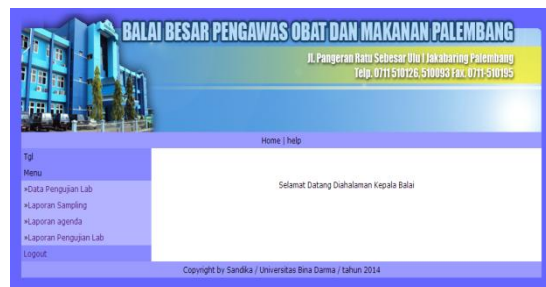 BALAI BESAR PENGAWAS OBAT DAN MAKANAN PALEMBANG
Jl. Pangeran Ratu Sebesar Ulu I Jakabaring Palembang
Telp. 0711 510126, 510093 Fax. 0711-510195
Home | help
Tgl
Menu
»Data Pengujian Lab
»Laporan Sampling
»Laporan agenda
»Laporan Pengujian Lab
Logout
Selamat Datang Diahalaman Kepala Balai
Copyright by Sandika / Universitas Bina Darma / tahun 2014